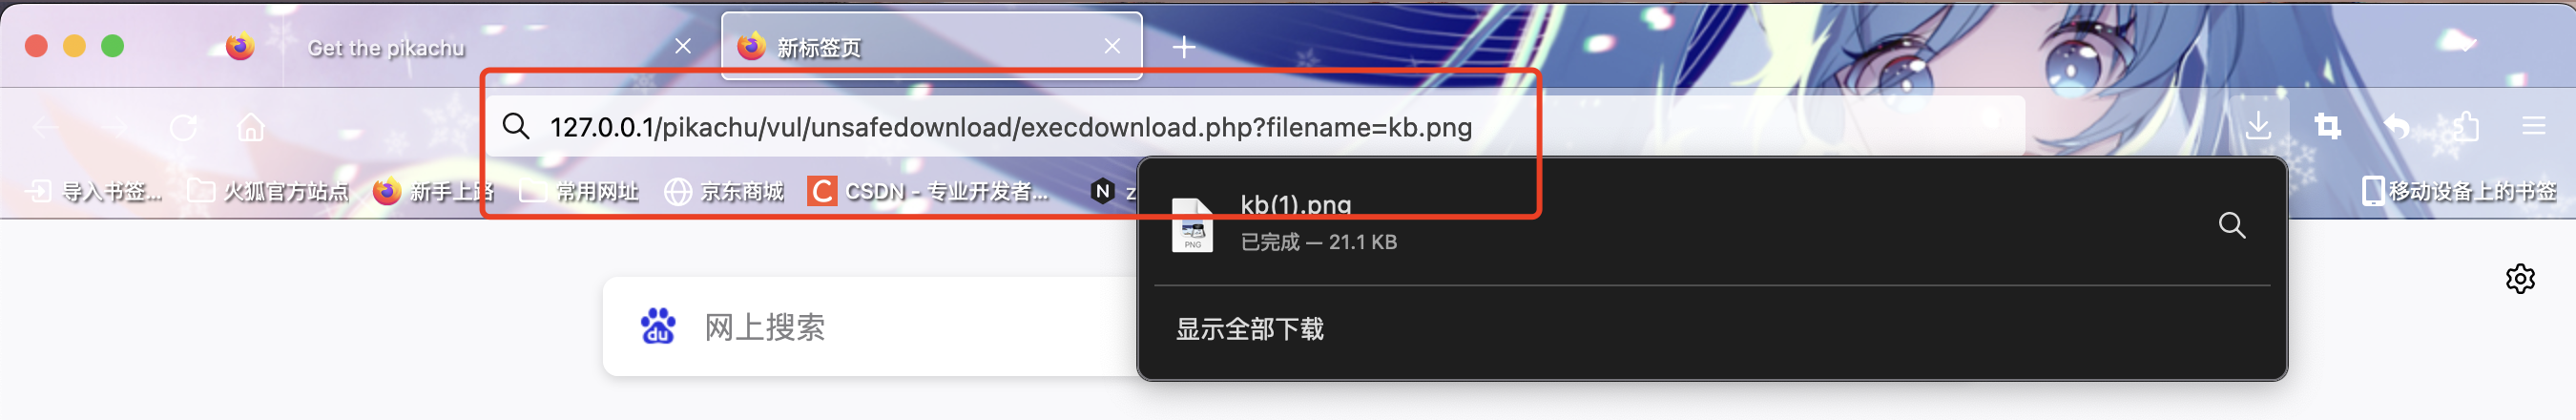 Get the pikachu
新标签页
127.0.0.1/pikachu/vul/unsafedownload/execdownload.php?filename=kb.png
导入书签...
火狐官方站点
新手上路
常用网址
京东商城
C CSDN - 专业开发者...
N z
移动设备上的书签
kb(1).png
PNG
已完成 — 21.1 KB
du 网上搜索
显示全部下载